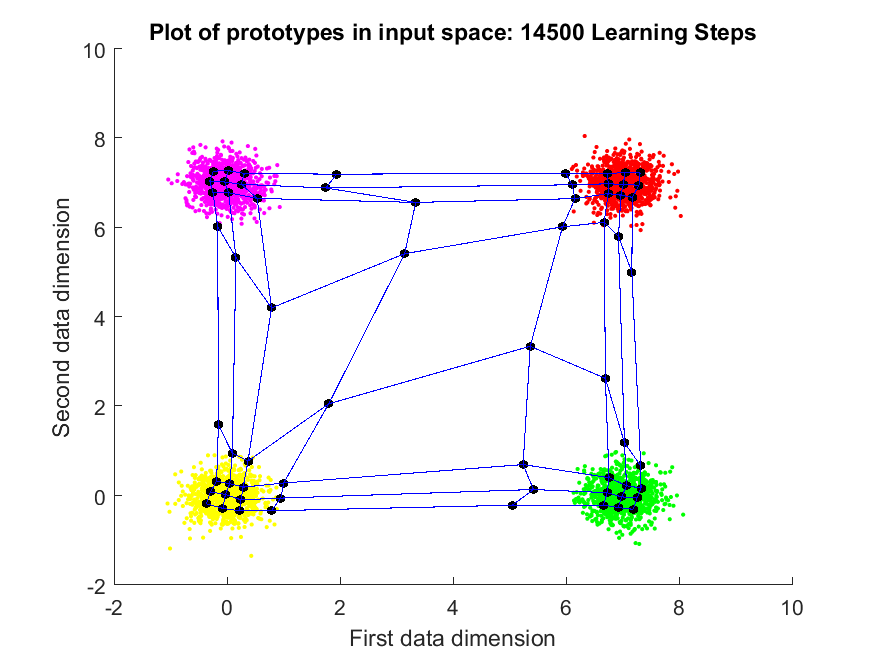 Plot of prototypes in input space: 14500 Learning Steps
10
8
6
4
2
0
-2
Second data dimension
-2 0 2 4 6 8 10
First data dimension